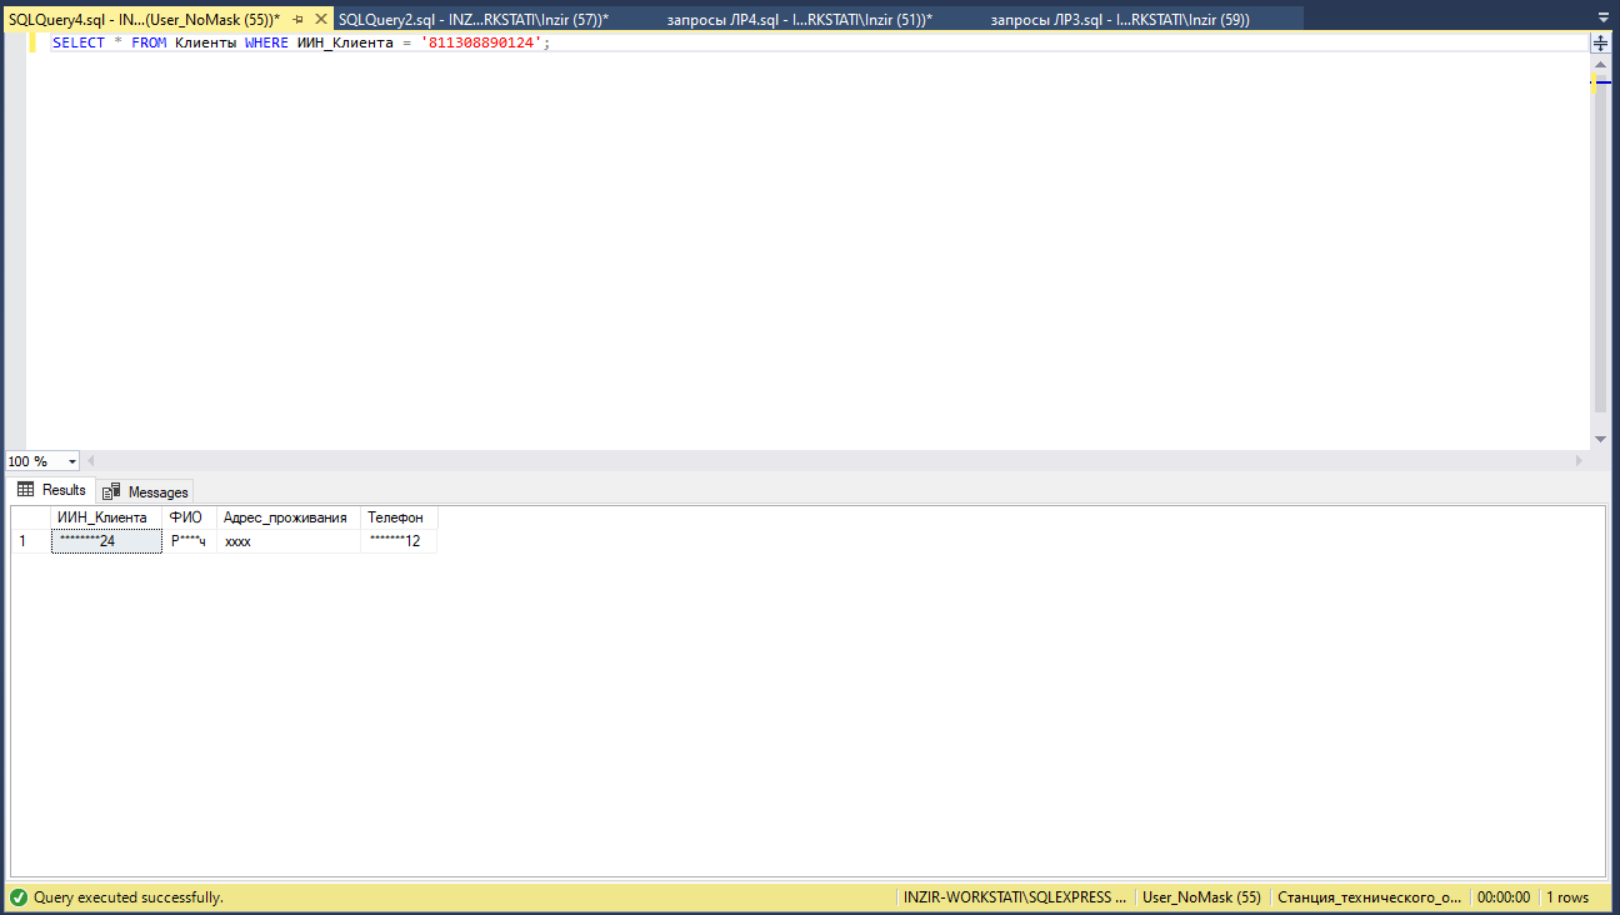 SQLQuery4.sql - IN...(User_NoMask (55))* SQLQuery2.sql - INZ...RKSTATI\Inzir (57))* запросы ЛР4.sql - I...RKSTATI\Inzir (51))* запросы ЛР3.sql - I...RKSTATI\Inzir (59))
SELECT * FROM Клиенты WHERE ИИН_Клиента = '811308890124';
100 %
Results Messages
ИИН_Клиента ФИО Адрес_проживания Телефон
1 ********24 Р****ч xxxx *******12
Query executed successfully. INZIR-WORKSTATI\SQLEXPRESS ... User_NoMask (55) Станция_технического_о... 00:00:00 1 rows